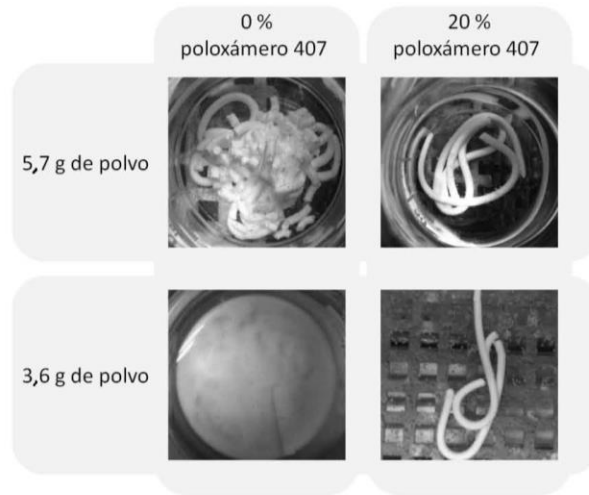 0 %
poloxámero 407
20 %
poloxámero 407
5,7 g de polvo
3,6 g de polvo